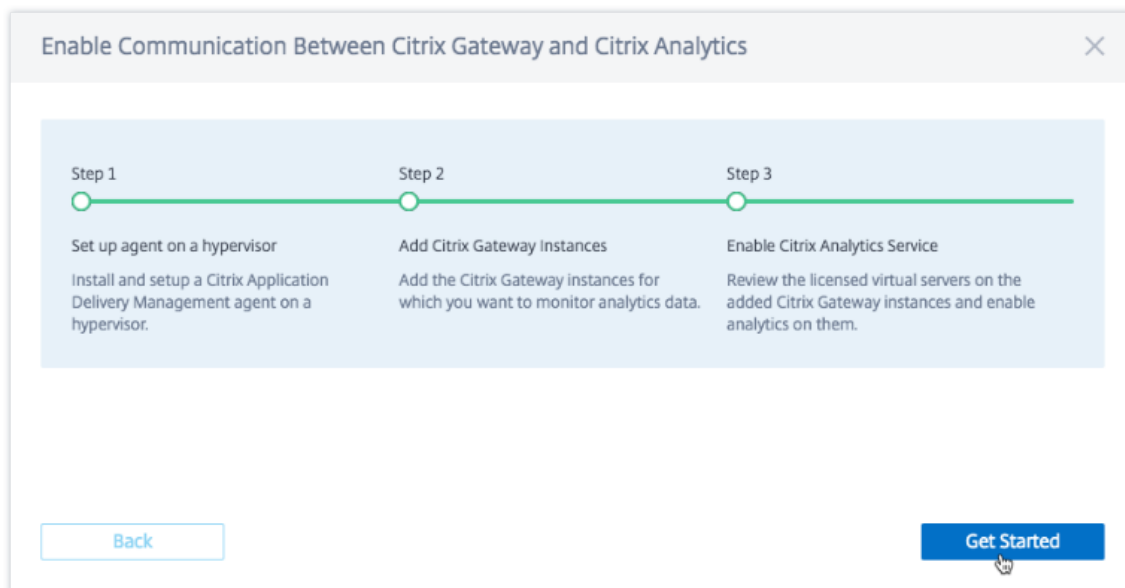 Enable Communication Between Citrix Gateway and Citrix Analytics
Step 1
Set up agent on a hypervisor
Install and setup a Citrix Application
Delivery Management agent on a
hypervisor.
Step 2
Add Citrix Gateway Instances
Add the Citrix Gateway instances for
which you want to monitor analytics data.
Step 3
Enable Citrix Analytics Service
Review the licensed virtual servers on the
added Citrix Gateway instances and enable
analytics on them.
Back
Get Started